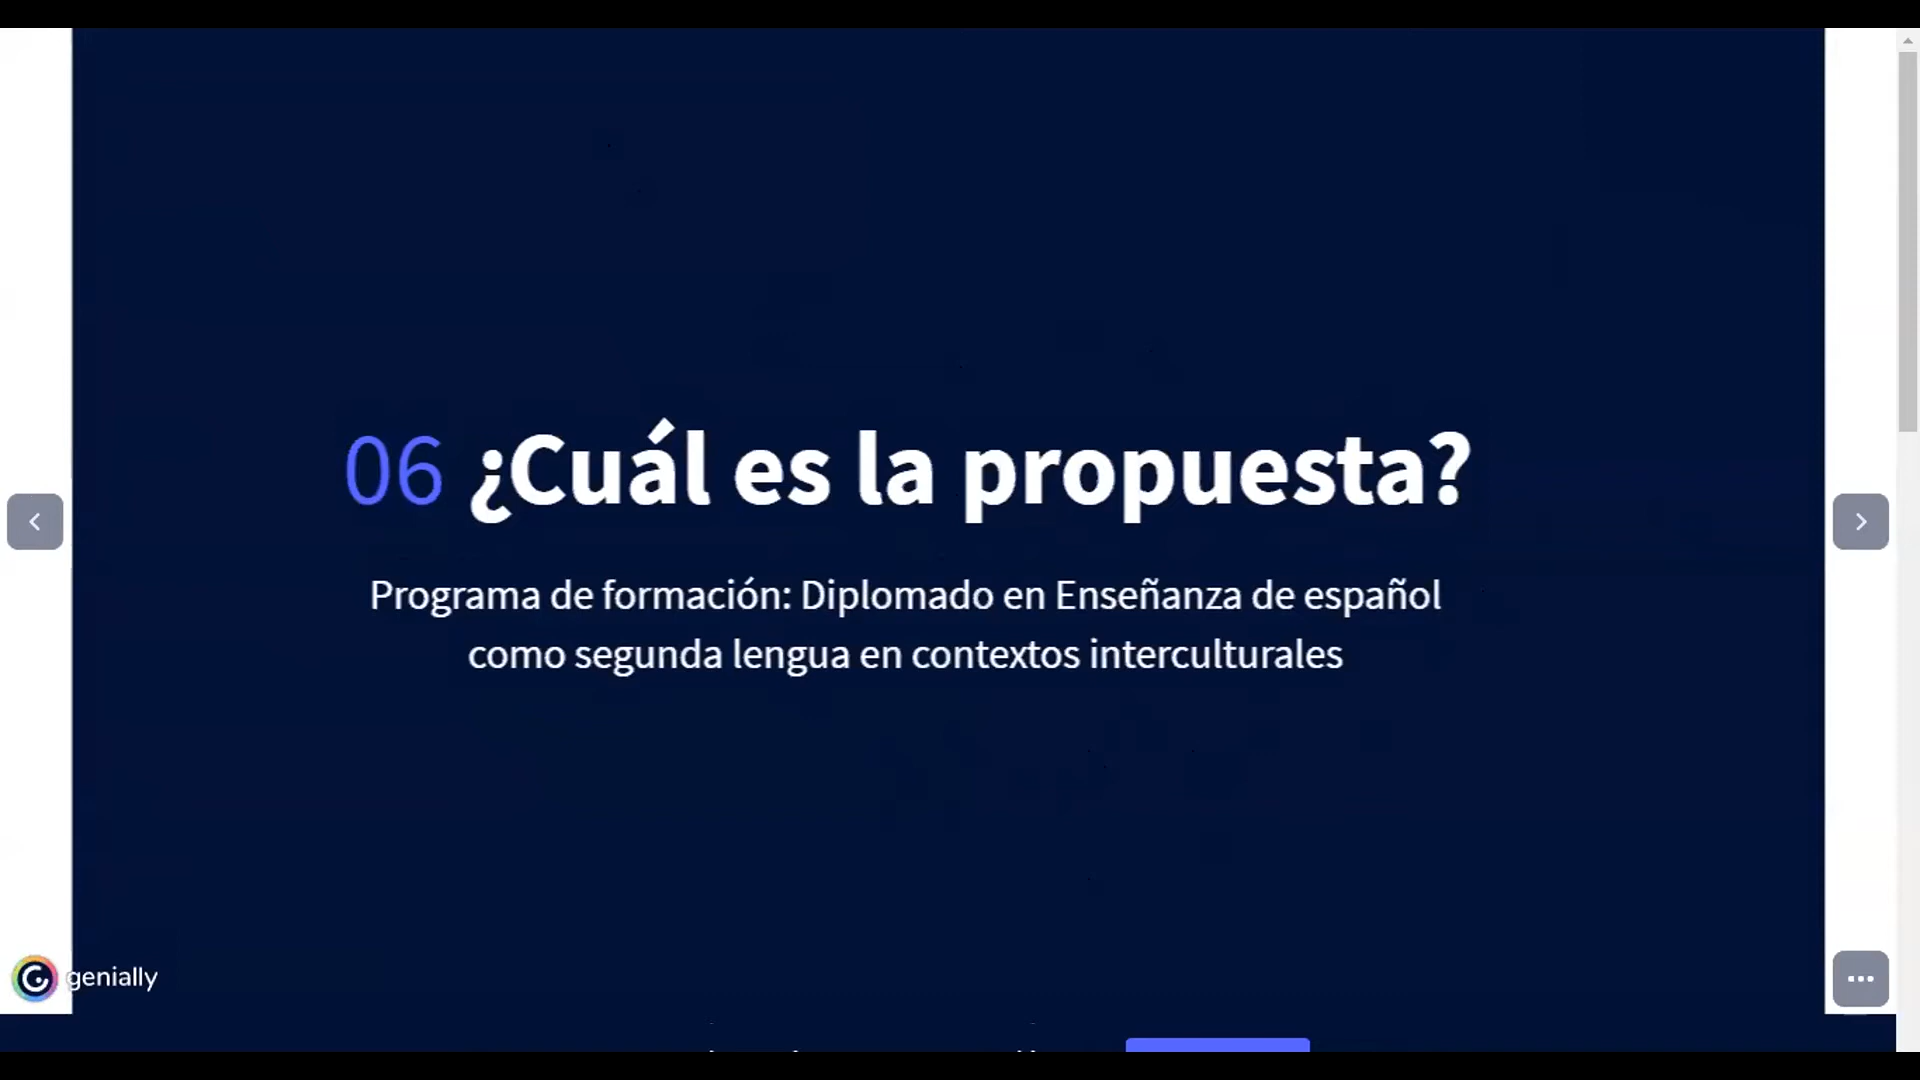 06 ¿Cuál es la propuesta?
Programa de formación: Diplomado en Enseñanza de español
como segunda lengua en contextos interculturales
genially